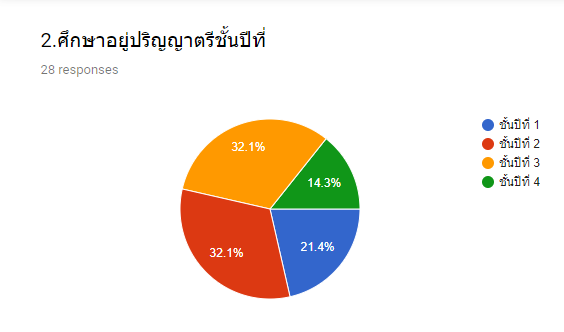 2.ศึกษาอยู่ปริญญาตรีชั้นปีที่
28 responses
32.1%
14.3%
32.1%
21.4%
ชั้นปีที่ 1
ชั้นปีที่ 2
ชั้นปีที่ 3
ชั้นปีที่ 4